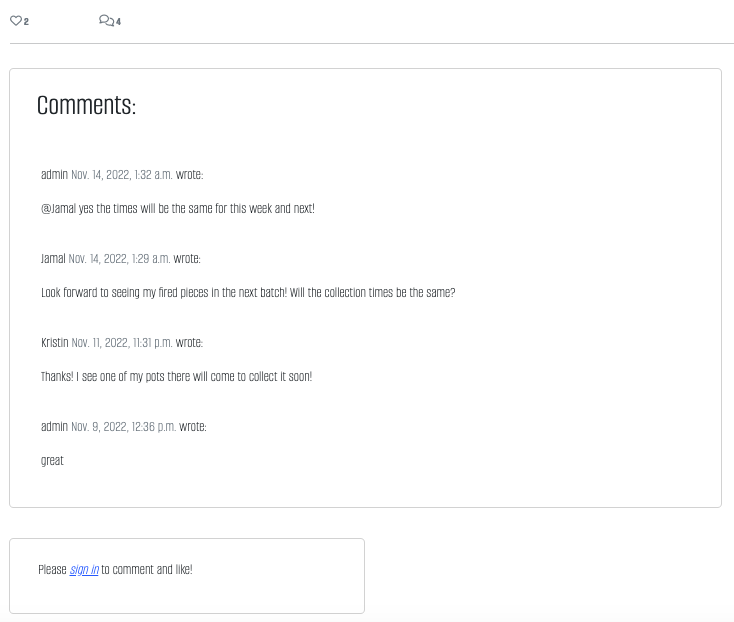 2 4
Comments:
admin Nov. 14, 2022, 1:32 a.m. wrote:
@Jamal yes the times will be the same for this week and next!
Jamal Nov. 14, 2022, 1:29 a.m. wrote:
Look forward to seeing my fired pieces in the next batch! Will the collection times be the same?
Kristin Nov. 11, 2022, 11:31 p.m. wrote:
Thanks! I see one of my pots there will come to collect it soon!
admin Nov. 9, 2022, 12:36 p.m. wrote:
great
Please sign in to comment and like!